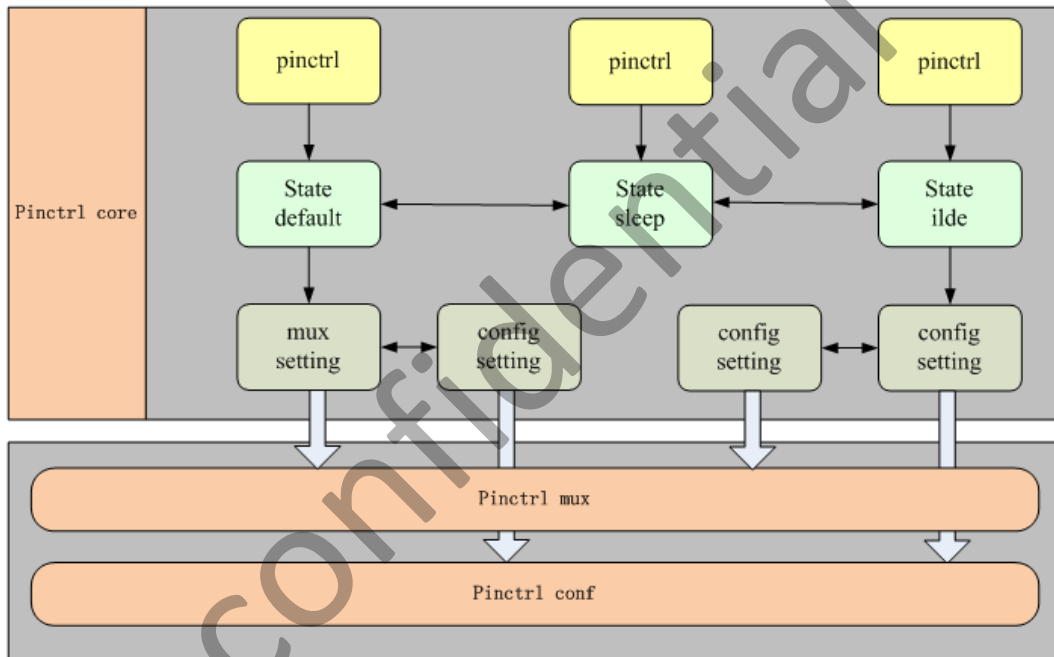 pinctrl
pinctrl
pinctrl
Pinctrl core
State
default
State
sleep
State
ilde
mux
setting
config
setting
config
setting
config
setting
Pinctrl mux
Pinctrl conf
confidential